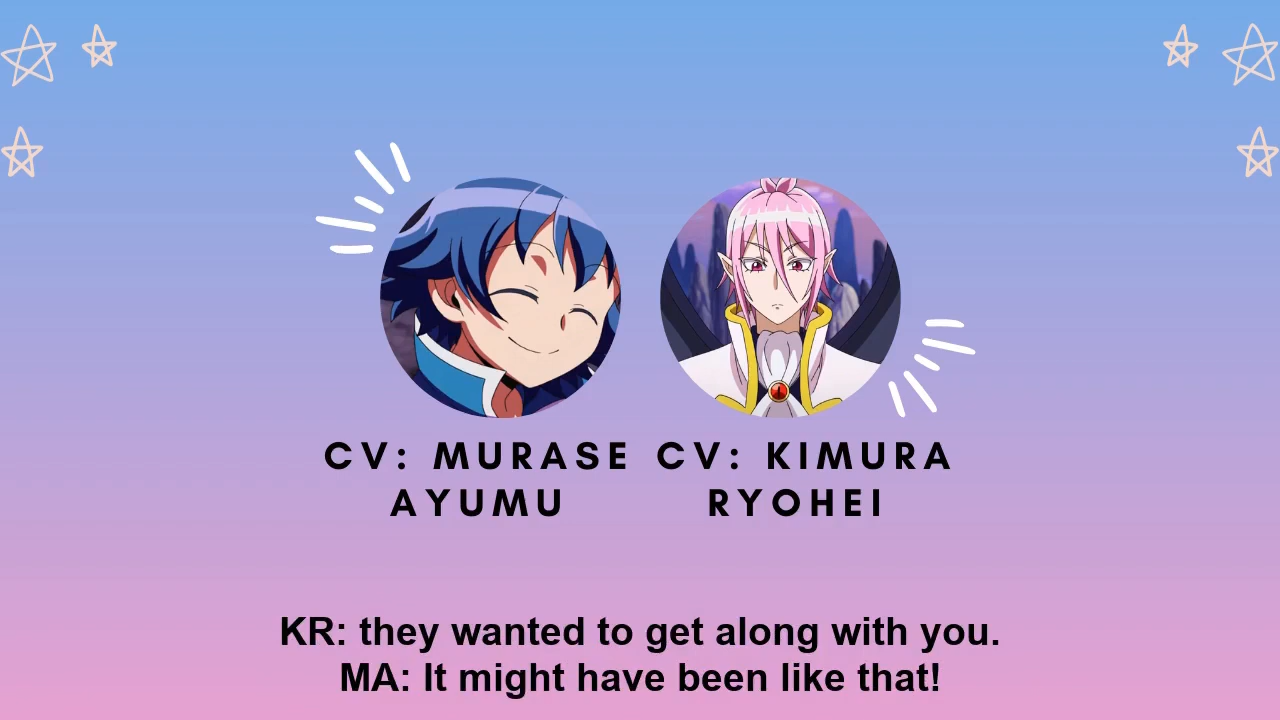 CV: MURASE
AYUMU
CV: KIMURA
RYOHEI
KR: they wanted to get along with you.
MA: It might have been like that!